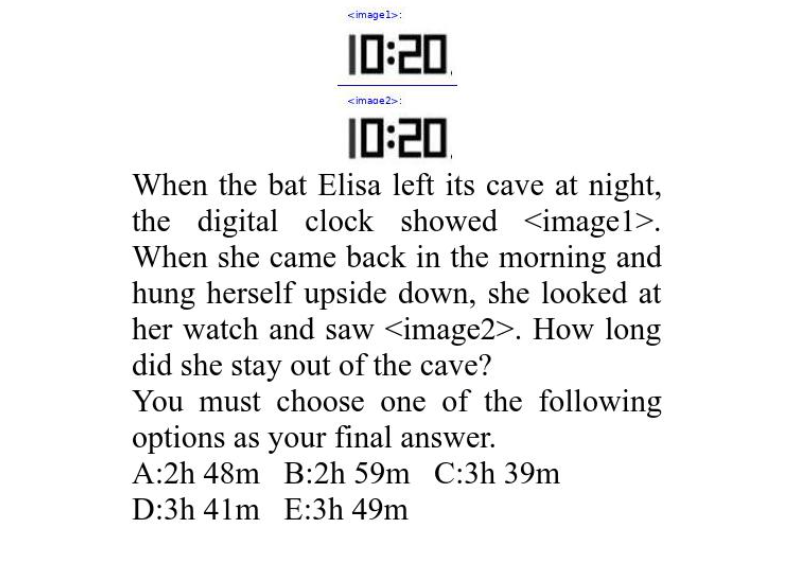 <image1>:
10:20.
<imaoe2>:
10:20.
When the bat Elisa left its cave at night,
the digital clock showed <image1>.
When she came back in the morning and
hung herself upside down, she looked at
her watch and saw <image2>. How long
did she stay out of the cave?
You must choose one of the following
options as your final answer.
A:2h 48m B:2h 59m C:3h 39m
D:3h 41m E:3h 49m